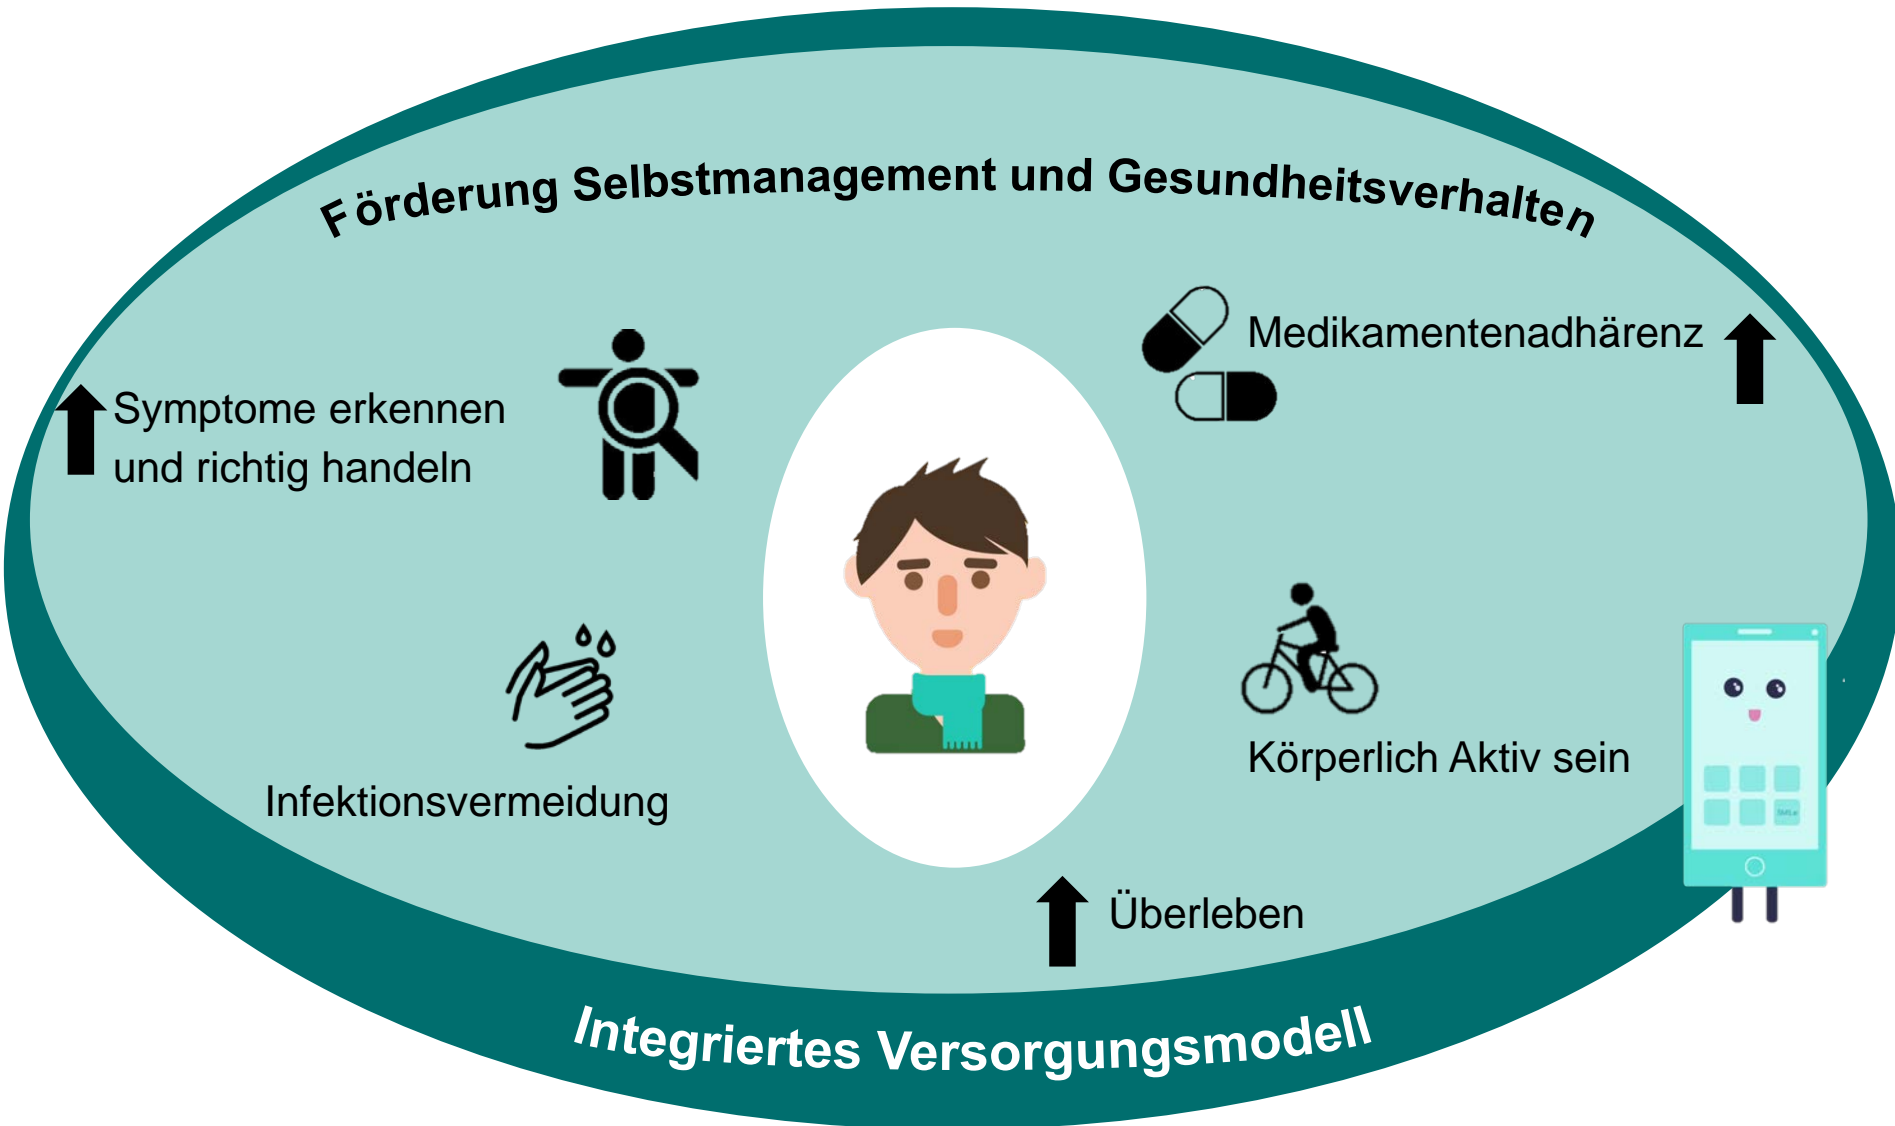 Förderung Selbstmanagement und Gesundheitsverhalten
Medikamentenadhärenz
Symptome erkennen
und richtig handeln
Körperlich Aktiv sein
Infektionsvermeidung
Überleben
Integriertes Versorgungsmodell